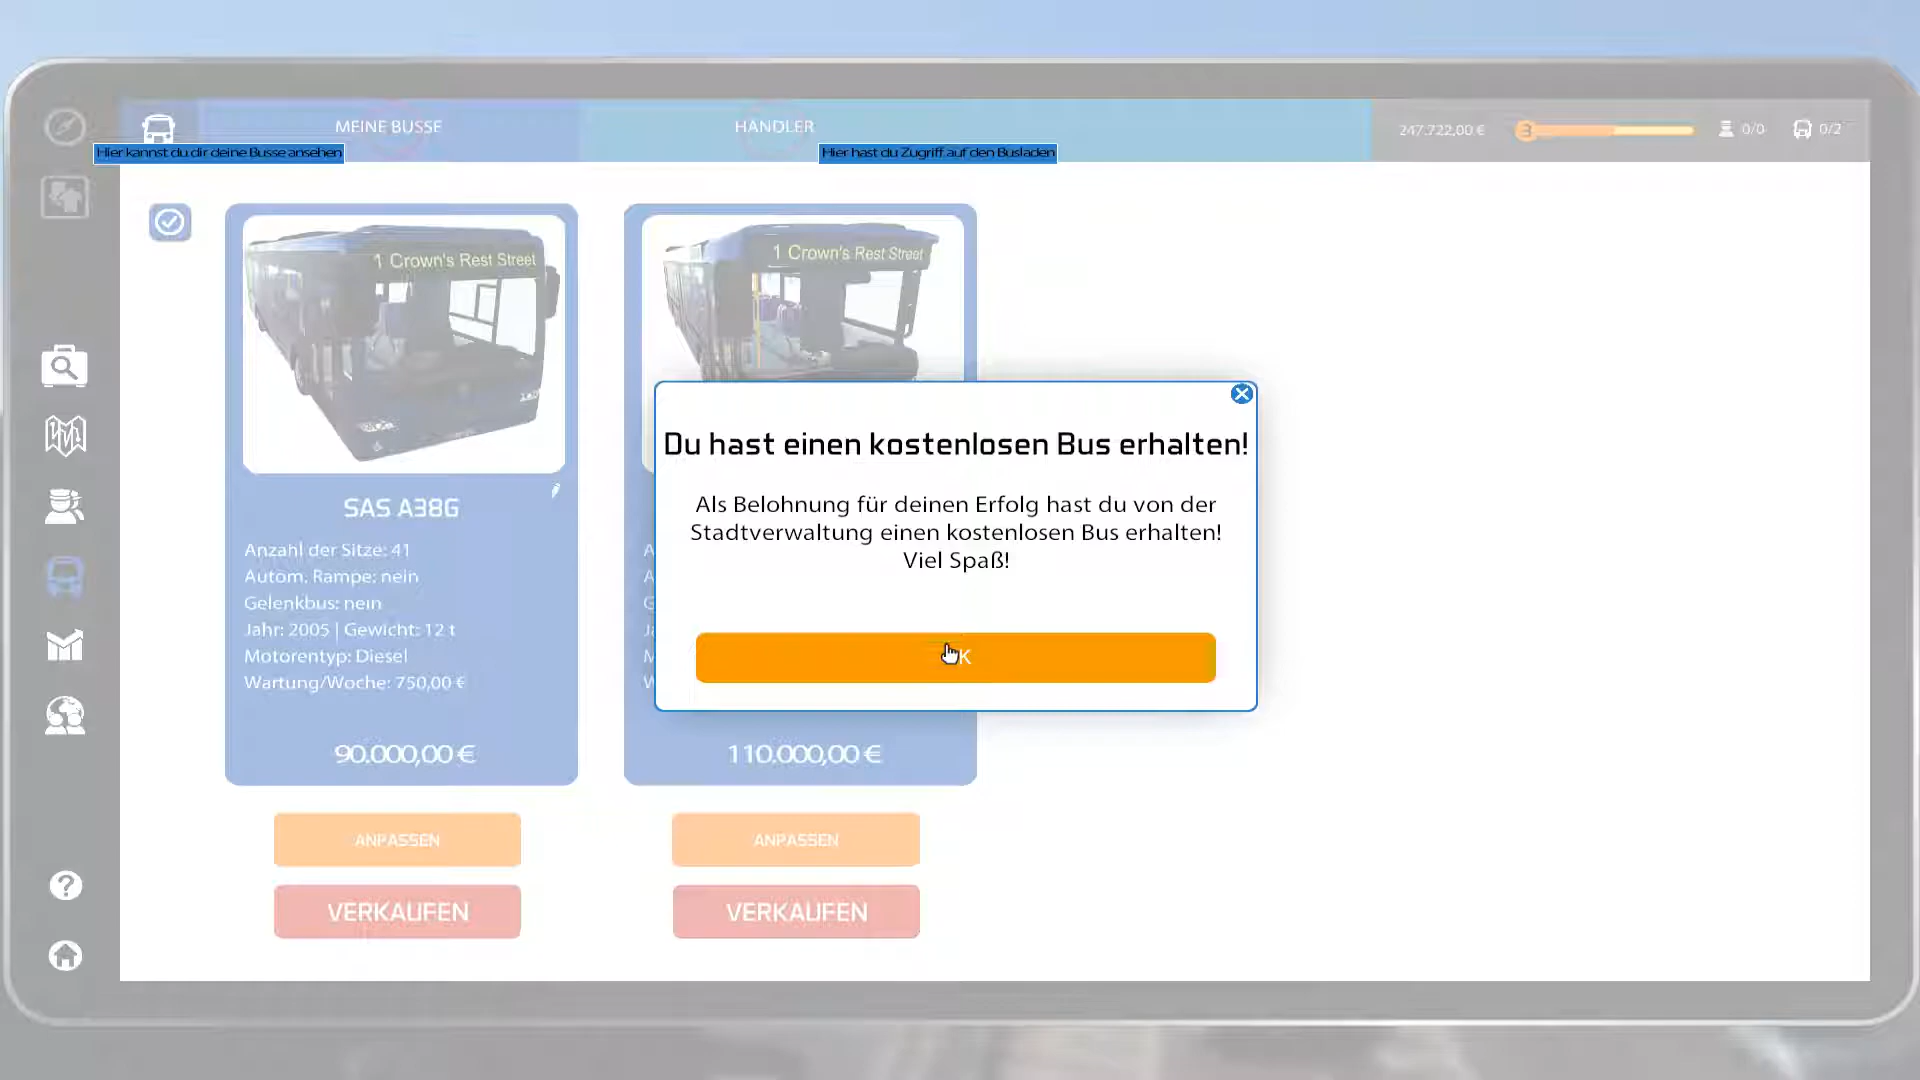 MEINE BUSSE
HÄNDLER
247.722,00 €
3
0/0
0/2
Hier kannst du dir deine Busse ansehen
Hier hast du Zugriff auf den Busladen
1 Crown's Rest Street
1 Crown's Rest Street
Du hast einen kostenlosen Bus erhalten!
Als Belohnung für deinen Erfolg hast du von der
Stadtverwaltung einen kostenlosen Bus erhalten!
Viel Spaß!
K
SAS A38G
Anzahl der Sitze: 41
Autom. Rampe: nein
Gelenkbus: nein
Jahr: 2005 | Gewicht: 12 t
Motorentyp: Diesel
Wartung/Woche: 750,00 €
90.000,00 €
110.000,00 €
ANPASSEN
ANPASSEN
VERKAUFEN
VERKAUFEN